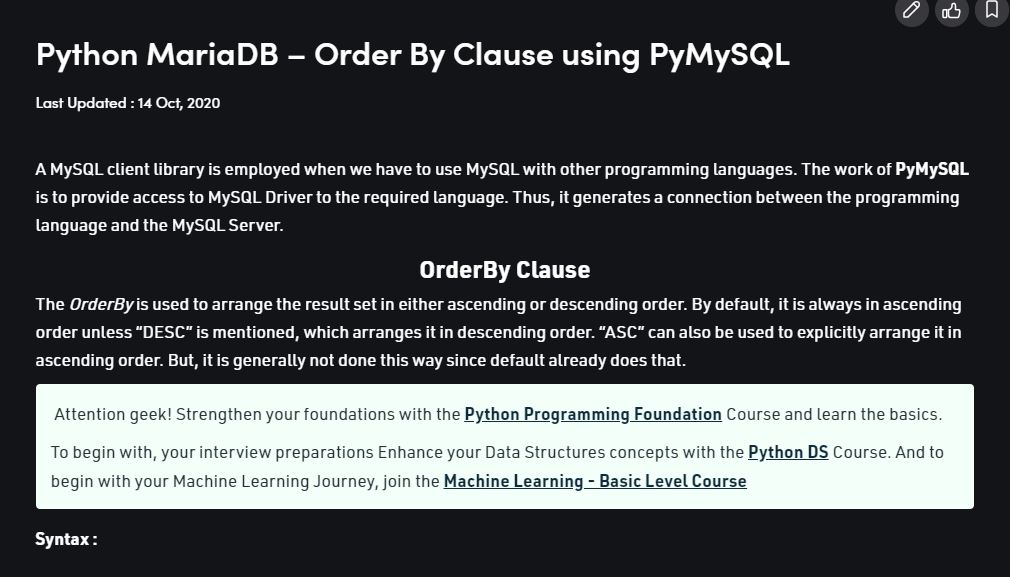 Python MariaDB – Order By Clause using PyMySQL
Last Updated : 14 Oct, 2020
A MySQL client library is employed when we have to use MySQL with other programming languages. The work of PyMySQL
is to provide access to MySQL Driver to the required language. Thus, it generates a connection between the programming
language and the MySQL Server.
OrderBy Clause
The OrderBy is used to arrange the result set in either ascending or descending order. By default, it is always in ascending
order unless “DESC” is mentioned, which arranges it in descending order. “ASC” can also be used to explicitly arrange it in
ascending order. But, it is generally not done this way since default already does that.
Attention geek! Strengthen your foundations with the Python Programming Foundation Course and learn the basics.
To begin with, your interview preparations Enhance your Data Structures concepts with the Python DS Course. And to
begin with your Machine Learning Journey, join the Machine Learning - Basic Level Course
Syntax :